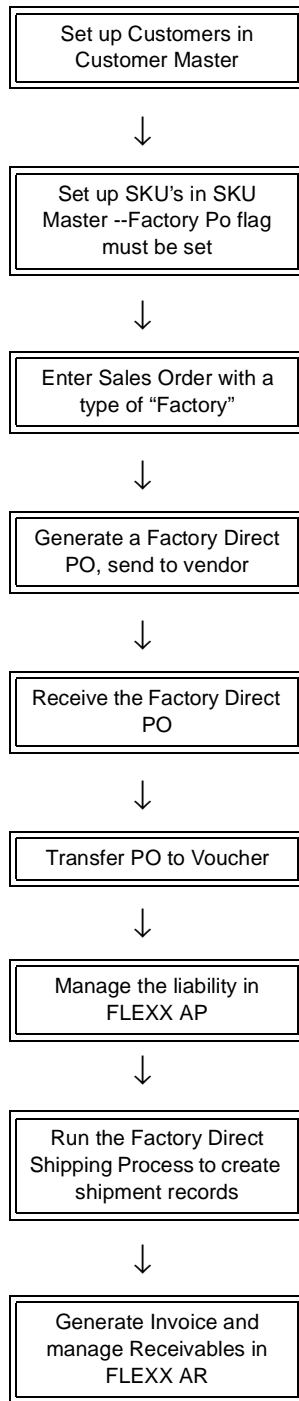 Set up Customers in
Customer Master
↓
Set up SKU's in SKU
Master --Factory Po flag
must be set
↓
Enter Sales Order with a
type of “Factory”
↓
Generate a Factory Direct
PO, send to vendor
↓
Receive the Factory Direct
PO
↓
Transfer PO to Voucher
↓
Manage the liability in
FLEXX AP
↓
Run the Factory Direct
Shipping Process to create
shipment records
↓
Generate Invoice and
manage Receivables in
FLEXX AR